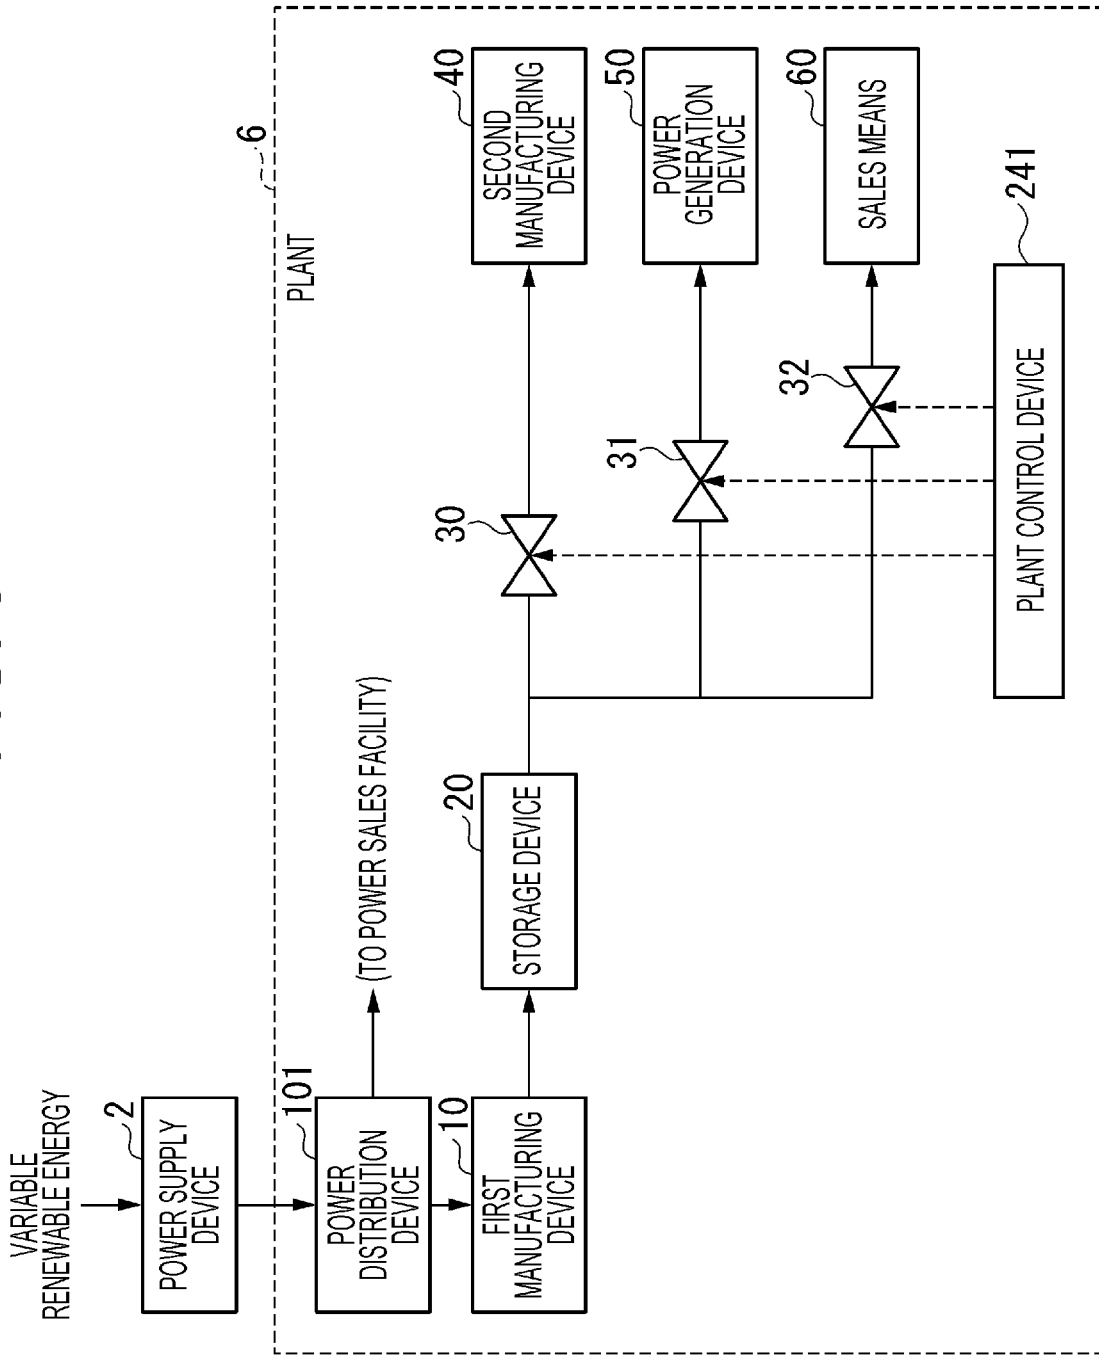 VARIABLE
RENEWABLE ENERGY
2
POWER SUPPLY
DEVICE
6
PLANT
101
POWER
DISTRIBUTION
DEVICE
(TO POWER SALES FACILITY)
10
FIRST
MANUFACTURING
DEVICE
20
STORAGE DEVICE
30
40
SECOND
MANUFACTURING
DEVICE
31
50
POWER
GENERATION
DEVICE
32
60
SALES MEANS
241
PLANT CONTROL DEVICE